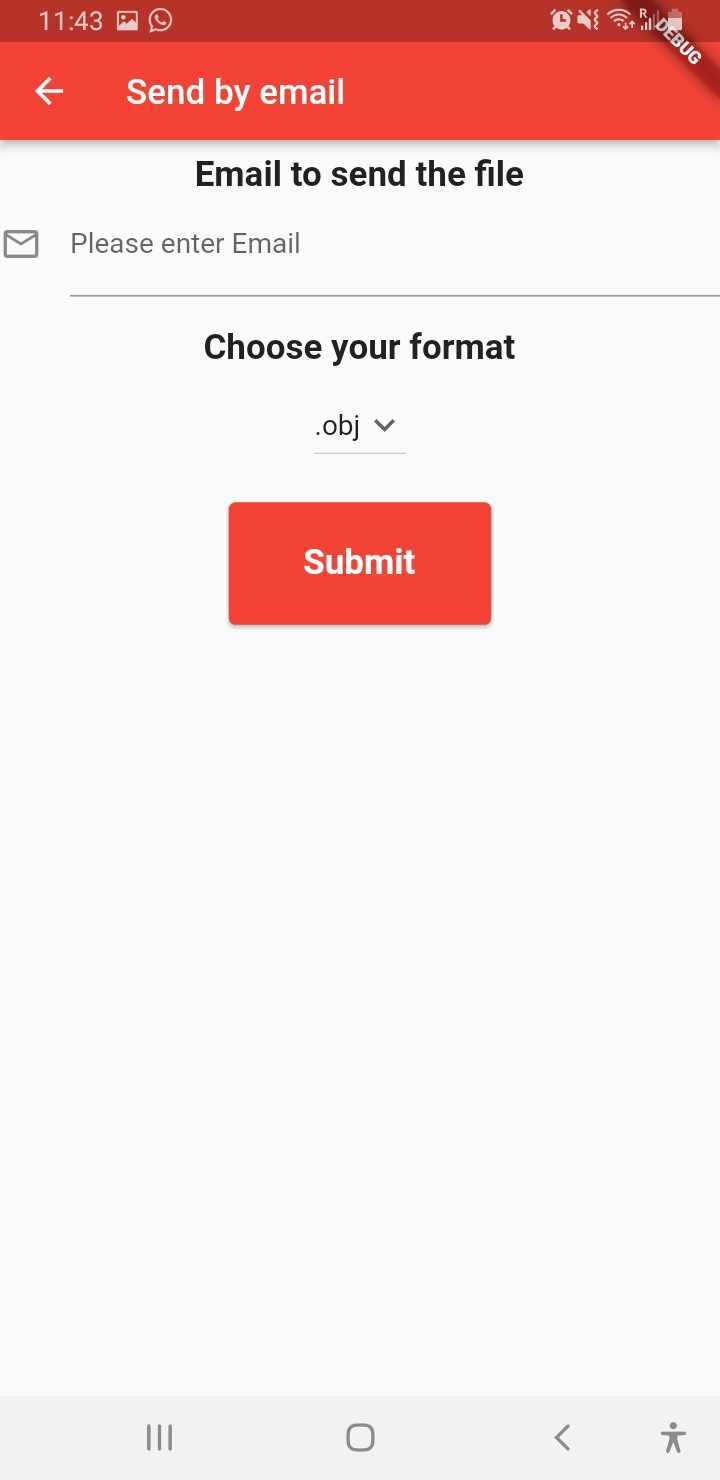 11:43
R
DEBUG
Send by email
Email to send the file
Please enter Email
Choose your format
.obj
Submit